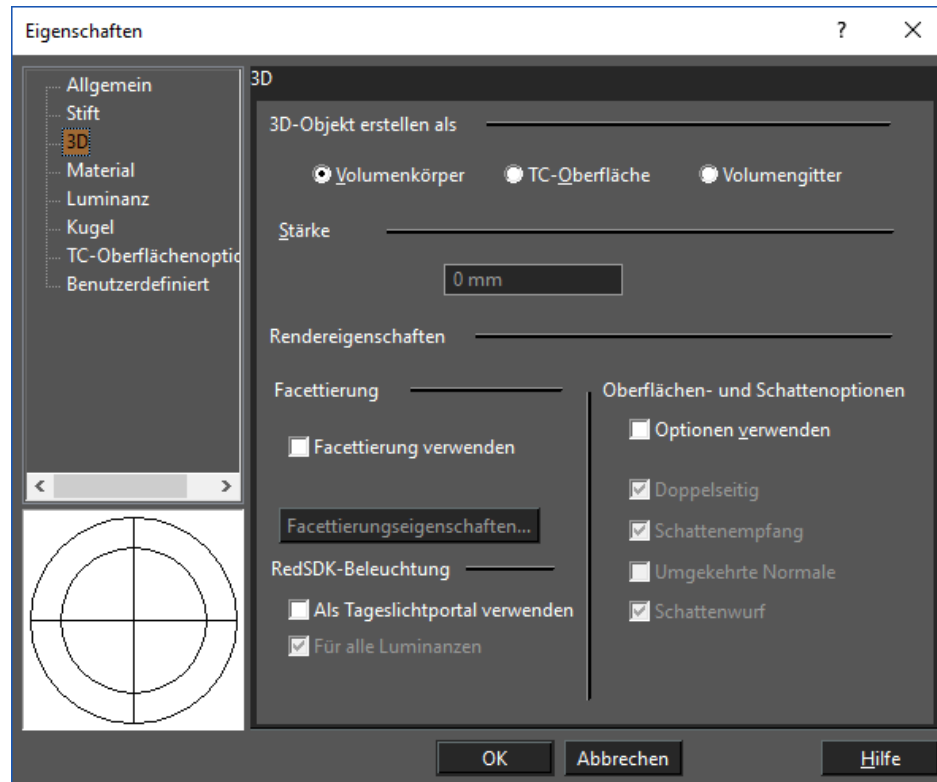 Eigenschaften
?
Allgemein
Stift
3D
Material
Luminanz
Kugel
TC-Oberflächenoptic
Benutzerdefiniert
3D
3D-Objekt erstellen als
Volumenkörper TC-Oberfläche Volumengitter
Stärke
0 mm
Rendereigenschaften
Facettierung
Facettierung verwenden
Facettierungseigenschaften...
RedSDK-Beleuchtung
Als Tageslichtportal verwenden
Für alle Luminanzen
Oberflächen- und Schattenoptionen
Optionen verwenden
Doppelseitig
Schattenempfang
Umgekehrte Normale
Schattenwurf
OK Abbrechen Hilfe